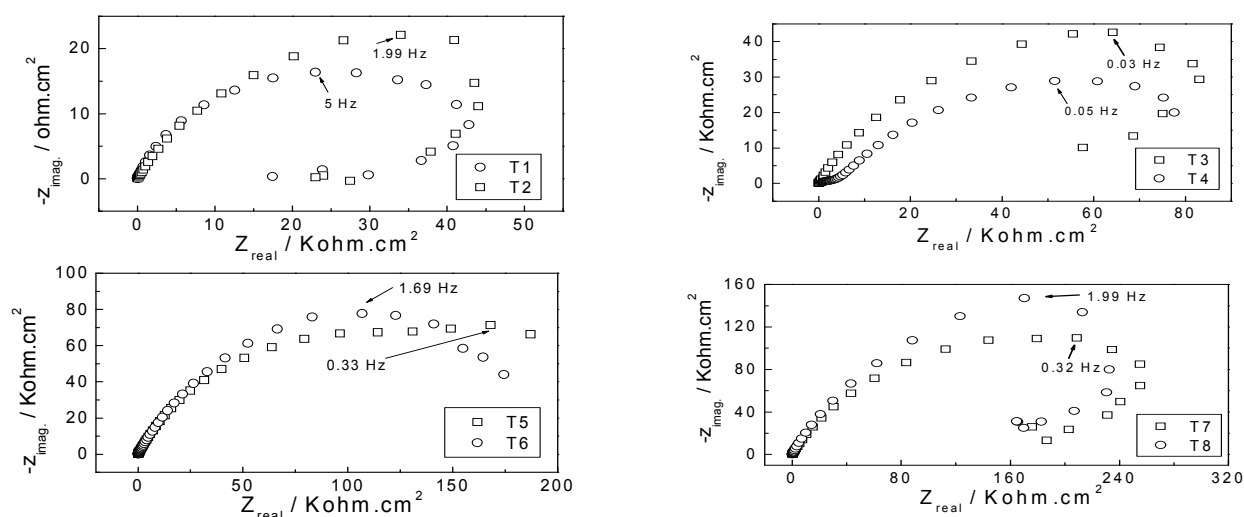 20
10
0
0 10 20 30 40 50
-Z imag. / ohm.cm²
Z real / Kohm.cm²
1.99 Hz
5 Hz
T1
T2
40
30
20
10
0
0 20 40 60 80
-Z imag. / Kohm.cm²
Z real / Kohm.cm²
0.03 Hz
0.05 Hz
T3
T4
100
80
60
40
20
0
0 50 100 150 200
-Z imag. / Kohm.cm²
Z real / Kohm.cm²
1.69 Hz
0.33 Hz
T5
T6
160
120
80
40
0
0 80 160 240 320
-Z imag. / Kohm.cm²
Z real / Kohm.cm²
1.99 Hz
0.32 Hz
T7
T8